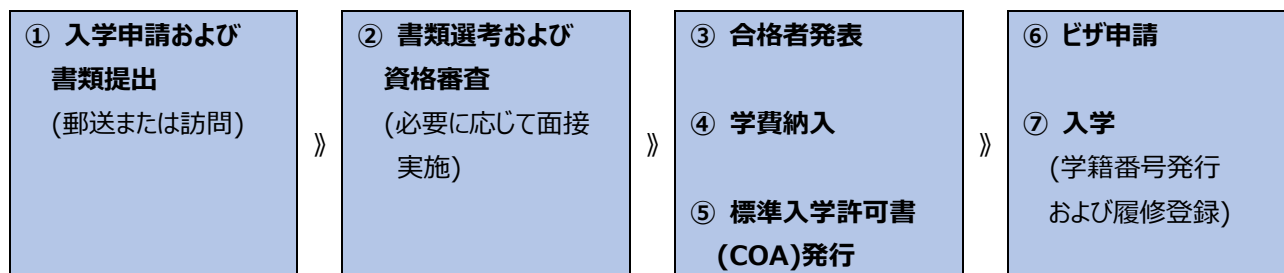 ① 入学申請および
書類提出
(郵送または訪問)
》
② 書類選考および
資格審査
(必要に応じて面接
実施)
》
③ 合格者発表
④ 学費納入
⑤ 標準入学許可書
(COA)発行
》
⑥ ビザ申請
⑦ 入学
(学籍番号発行
および履修登録)